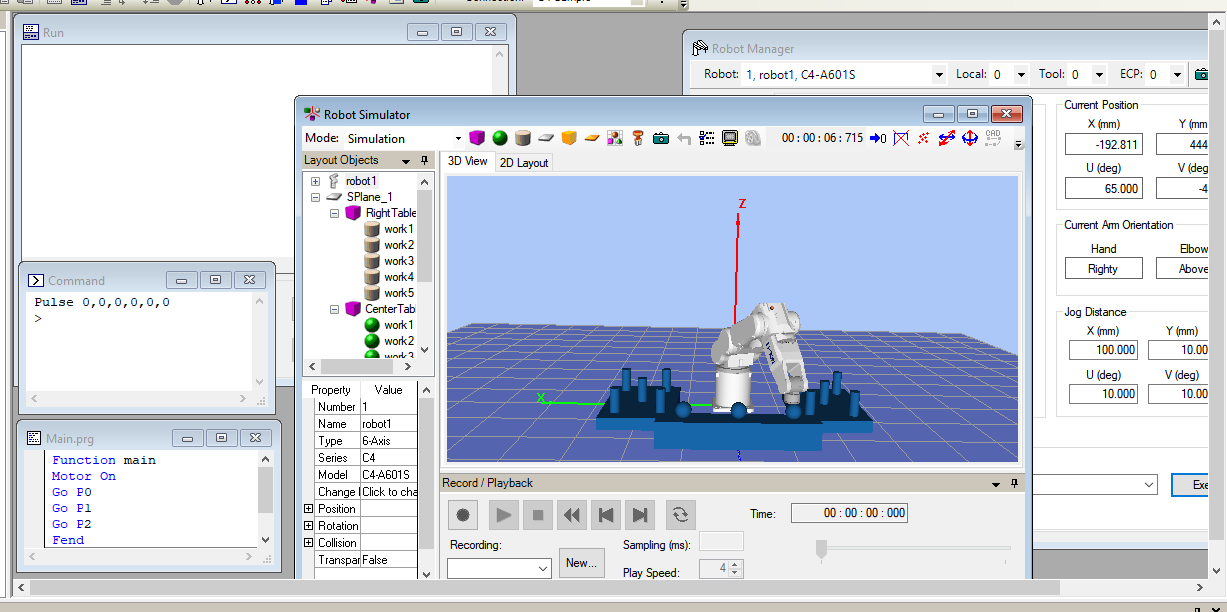 Run
Robot Manager
Robot: 1, robot1, C4-A601S Local: 0 Tool: 0 ECP: 0
Current Position
X (mm) Y (mm
-192.811 444
U (deg) V (deg
65.000 -4
Current Arm Orientation
Hand Elbow
Righty Above
Jog Distance
X (mm) Y (mm)
100.000 10.00
U (deg) V (deg)
10.000 10.00
Exe
Robot Simulator
Mode: Simulation 00 : 00 : 06 : 715 CAD
Layout Objects
3D View 2D Layout
robot1
SPlane_1
RightTable
work1
work2
work3
work4
work5
CenterTab
work1
work2
work3
Z
X
Property Value
Number 1
Name robot1
Type 6-Axis
Series C4
Model C4-A601S
Change Click to cha
Position
Rotation
Collision
Transpar False
Record / Playback
Time: 00 : 00 : 00 : 000
Recording: Sampling (ms):
New...
Play Speed: 4
Command
Pulse 0,0,0,0,0,0
>
Main.prg
Function main
Motor On
Go P0
Go P1
Go P2
Fend